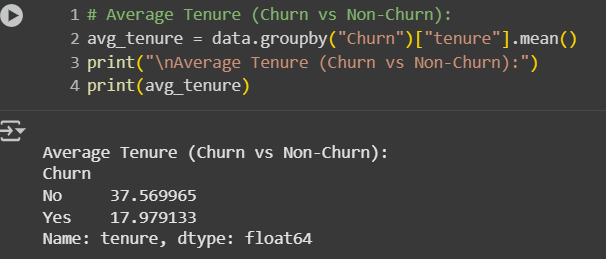 1 # Average Tenure (Churn vs Non-Churn):
2 avg_tenure = data.groupby("Churn")["tenure"].mean()
3 print("\nAverage Tenure (Churn vs Non-Churn):")
4 print(avg_tenure)
Average Tenure (Churn vs Non-Churn):
Churn
No     37.569965
Yes    17.979133
Name: tenure, dtype: float64